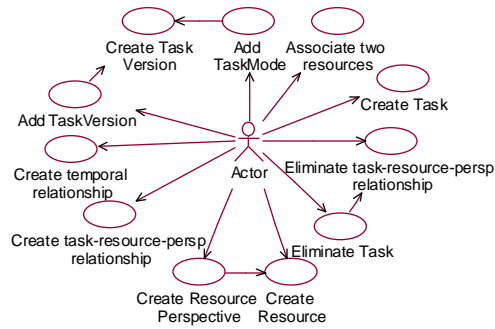 Create Task
Version
Add
TaskMode
Associate two
resources
Create Task
Add TaskVersion
Eliminate task-resource-persp
relationship
Create temporal
relationship
Actor
Create task-resource-persp
relationship
Eliminate Task
Create Resource
Perspective
Create
Resource